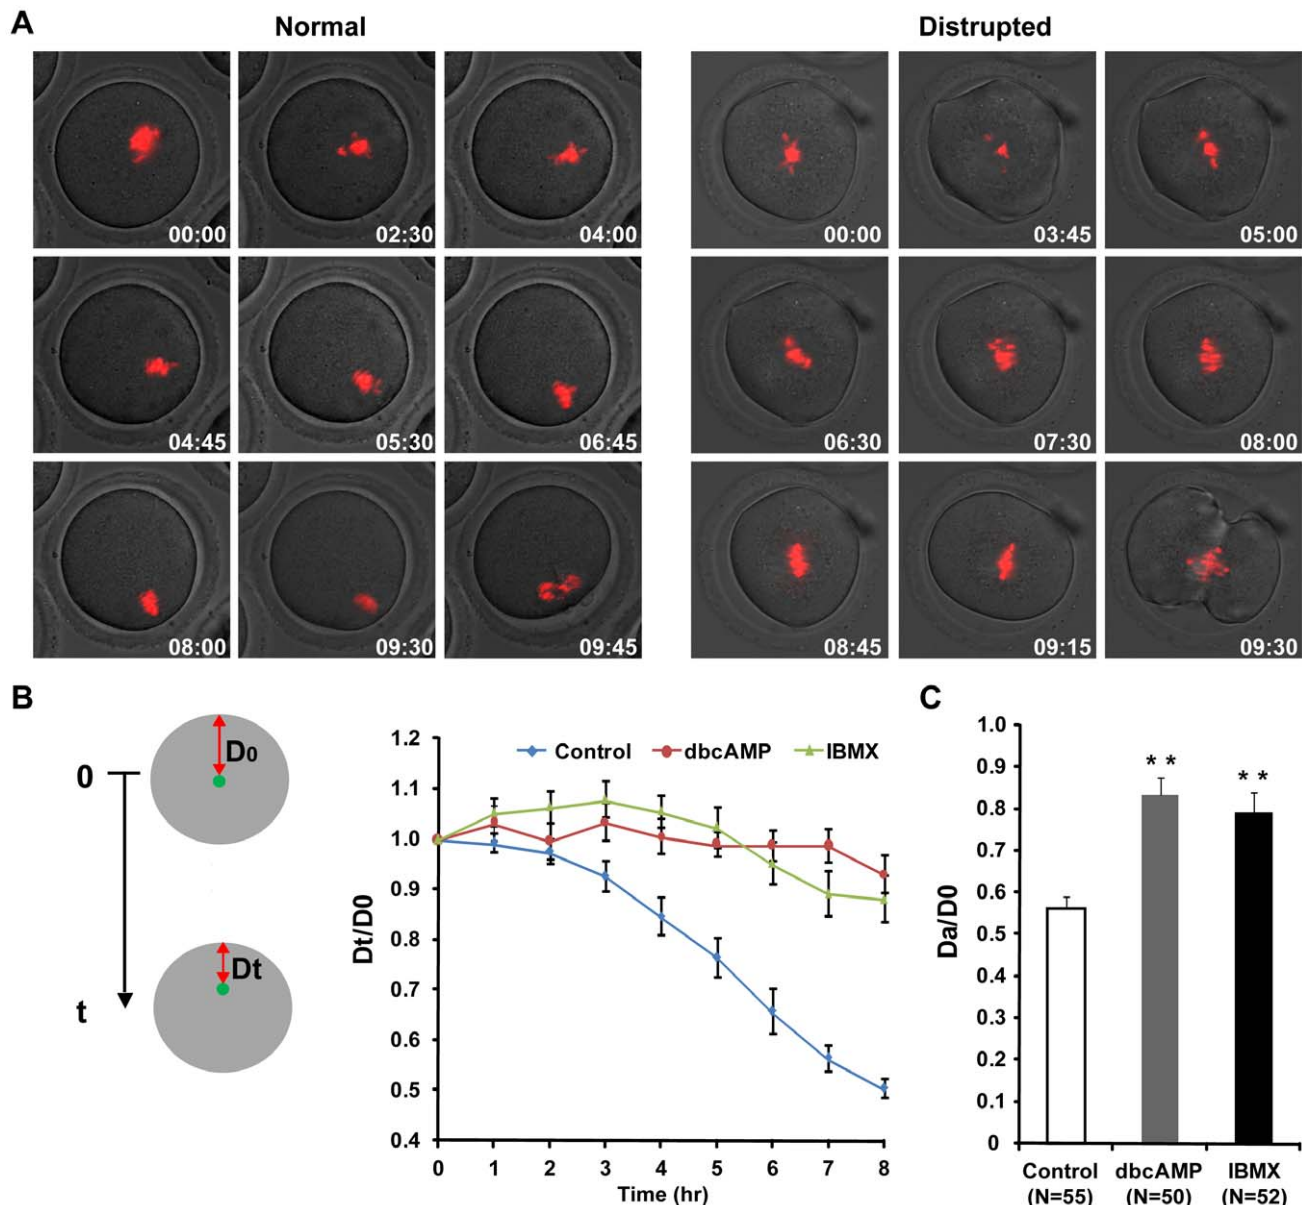 A
Normal
Distrupted
00:00 02:30 04:00
00:00 03:45 05:00
04:45 05:30 06:45
06:30 07:30 08:00
08:00 09:30 09:45
08:45 09:15 09:30
B
0
D0
t
Dt
Control dbcAMP IBMX
Dt/D0
1.2
1.1
1.0
0.9
0.8
0.7
0.6
0.5
0.4
0 1 2 3 4 5 6 7 8
Time (hr)
C
Da/D0
1.0
0.9
0.8
0.7
0.6
0.5
0.4
0.3
0.2
0.1
0
* *
* *
Control dbcAMP IBMX
(N=55) (N=50) (N=52)